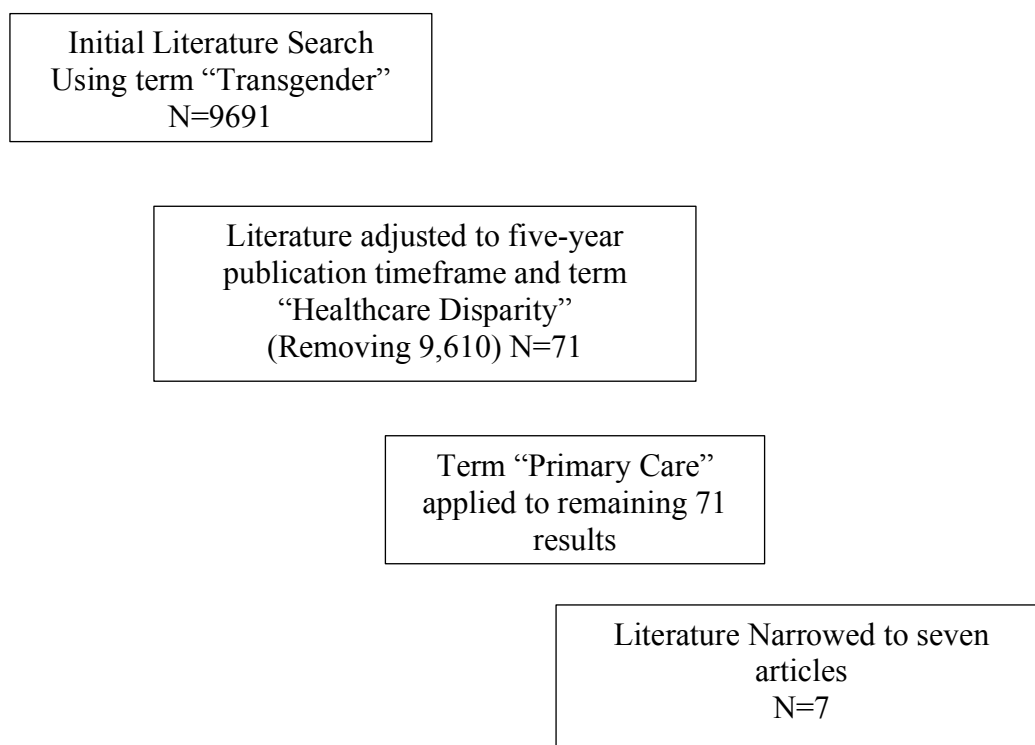 Initial Literature Search
Using term “Transgender”
N=9691
Literature adjusted to five-year
publication timeframe and term
“Healthcare Disparity”
(Removing 9,610) N=71
Term “Primary Care”
applied to remaining 71
results
Literature Narrowed to seven
articles
N=7